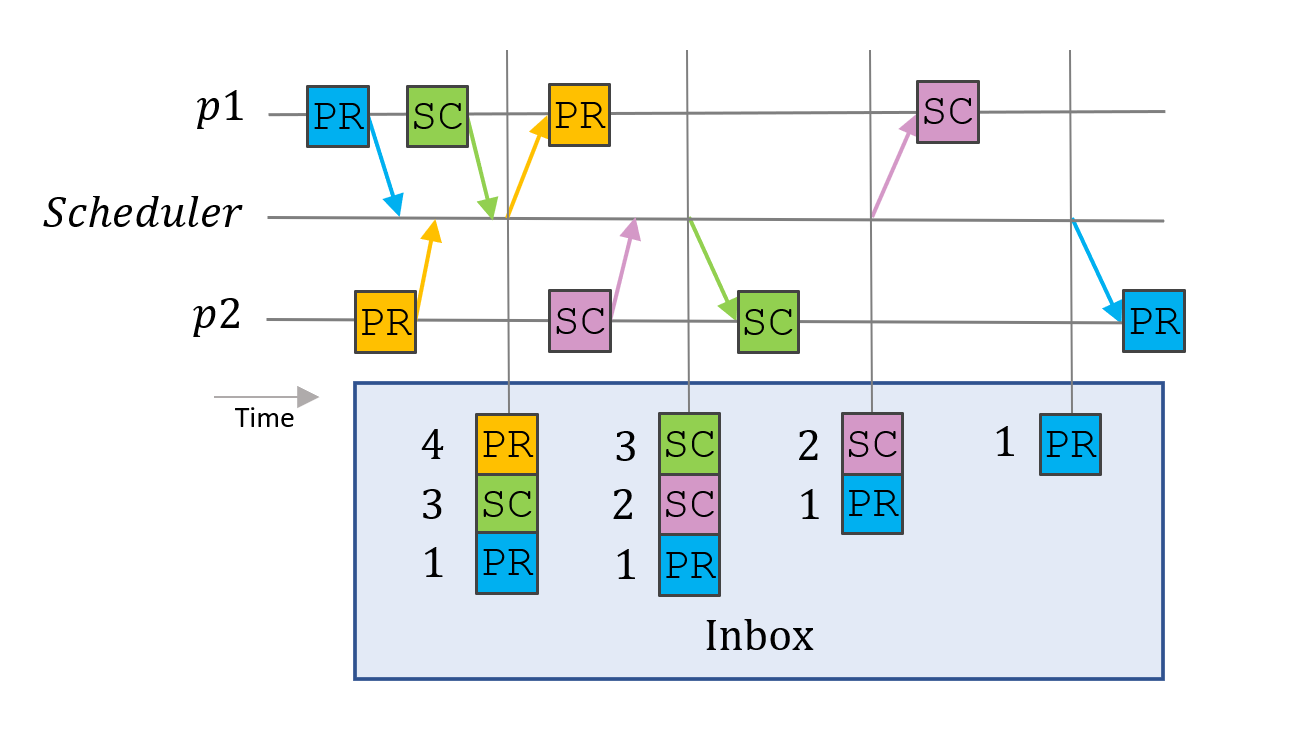 p1 PR SC PR SC
Scheduler
p2 PR SC SC PR
Time
4 PR 3 SC 2 SC 1 PR
3 SC 2 SC 1 PR
1 PR 1 PR
Inbox